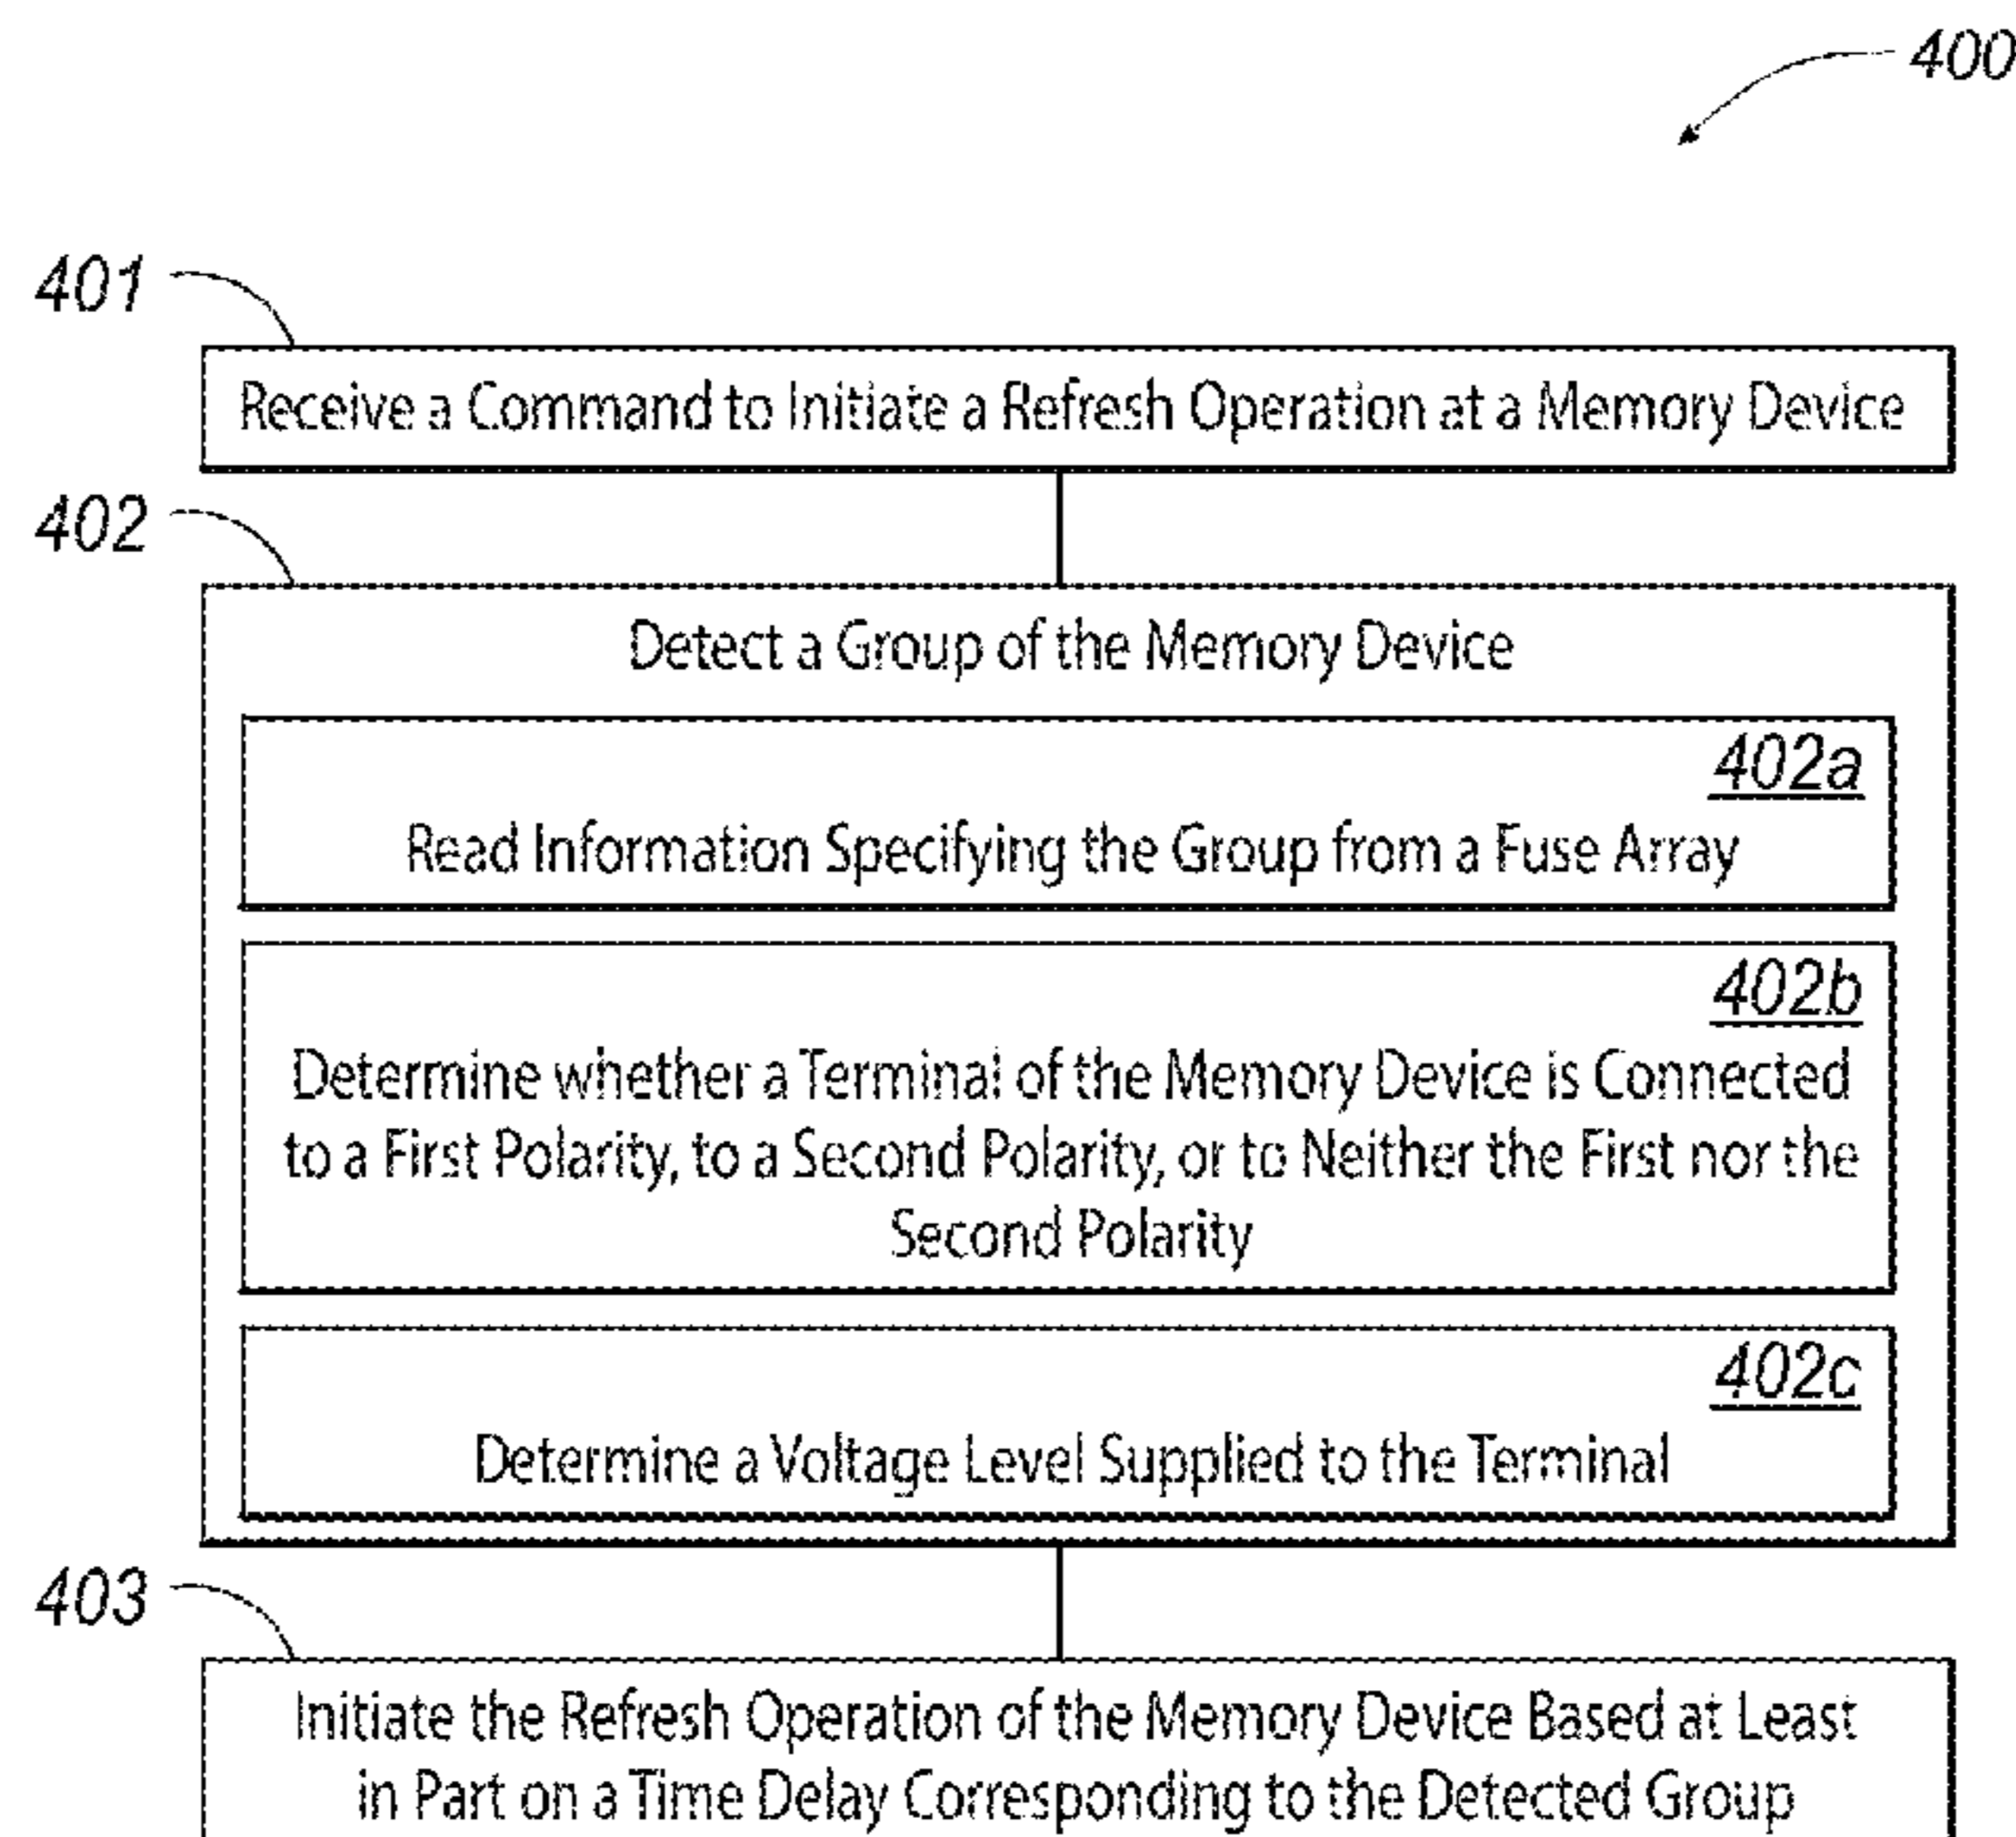 400
401
Receive a Command to Initiate a Refresh Operation at a Memory Device
402
Detect a Group of the Memory Device
402a
Read Information Specifying the Group from a Fuse Array
402b
Determine whether a Terminal of the Memory Device is Connected
to a First Polarity, to a Second Polarity, or to Neither the First nor the
Second Polarity
402c
Determine a Voltage Level Supplied to the Terminal
403
Initiate the Refresh Operation of the Memory Device Based at Least
in Part on a Time Delay Corresponding to the Detected Group